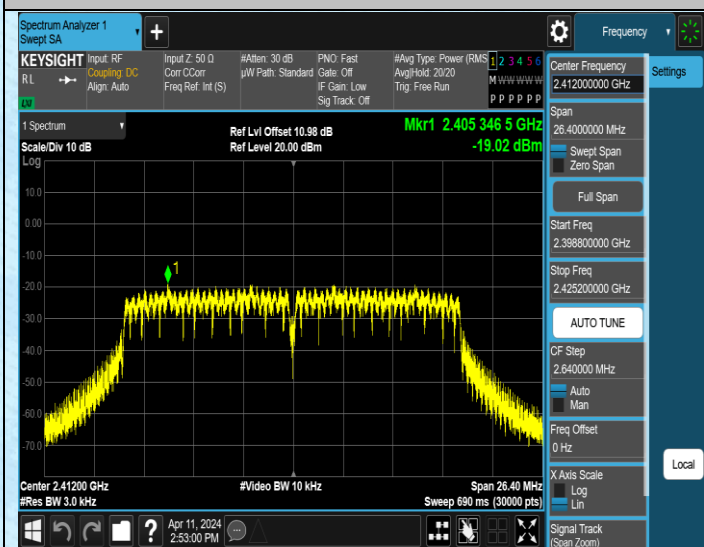 Spectrum Analyzer 1
Swept SA
+
Frequency
KEYSIGHT
RL
LXI
Input: RF
Coupling: DC
Align: Auto
Input Z: 50 Ω
Corr CCorr
Freq Ref: Int (S)
#Atten: 30 dB
µW Path: Standard
PNO: Fast
Gate: Off
IF Gain: Low
Sig Track: Off
#Avg Type: Power (RMS
Avg|Hold: 20/20
Trig: Free Run
1 2 3 4 5 6
M W W W W W
P P P P P P
1 Spectrum
Scale/Div 10 dB
Log
Ref Lvl Offset 10.98 dB
Ref Level 20.00 dBm
Mkr1 2.405 346 5 GHz
-19.02 dBm
10.0
0.00
-10.0
-20.0
-30.0
-40.0
-50.0
-60.0
-70.0
1
Center 2.41200 GHz
#Res BW 3.0 kHz
#Video BW 10 kHz
Span 26.40 MHz
Sweep 690 ms (30000 pts)
Center Frequency
2.412000000 GHz
Span
26.4000000 MHz
Swept Span
Zero Span
Full Span
Start Freq
2.398800000 GHz
Stop Freq
2.425200000 GHz
AUTO TUNE
CF Step
2.640000 MHz
Auto
Man
Freq Offset
0 Hz
X Axis Scale
Log
Lin
Signal Track
(Span Zoom)
Settings
Local
?
Apr 11, 2024
2:53:00 PM